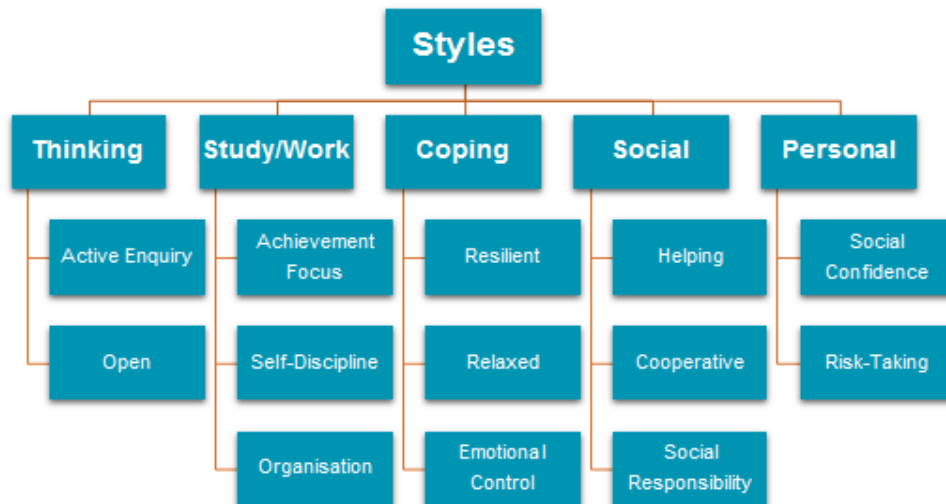 Styles
Thinking
Study/Work
Coping
Social
Personal
Active Enquiry
Achievement
Focus
Resilient
Helping
Social
Confidence
Open
Self-Discipline
Relaxed
Cooperative
Risk-Taking
Organisation
Emotional
Control
Social
Responsibility